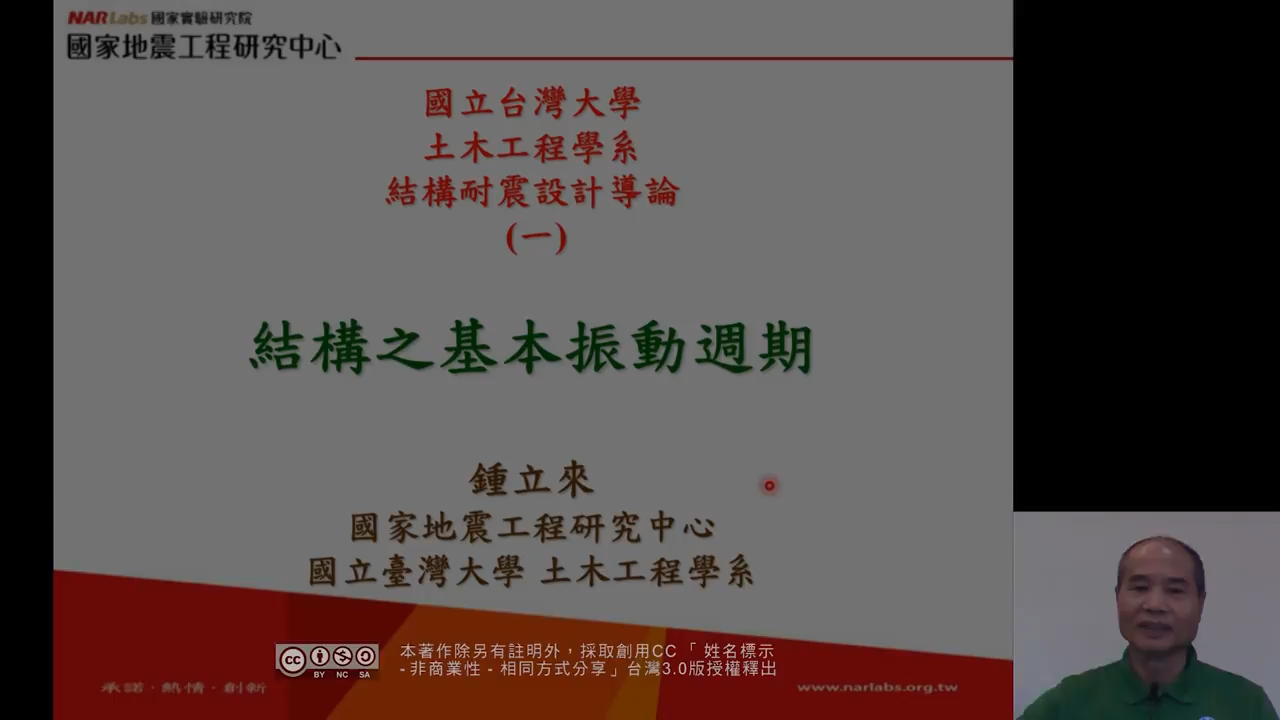 NARLabs 國家實驗研究院
國家地震工程研究中心
國立台灣大學
土木工程學系
結構耐震設計導論
(一)
結構之基本振動週期
鍾立來
國家地震工程研究中心
國立臺灣大學 土木工程學系
cc BY NC SA
本著作除另有註明外，採取創用CC「 姓名標示
- 非商業性 - 相同方式分享」台灣3.0版授權釋出
承諾·熱情·創新
www.narlabs.org.tw